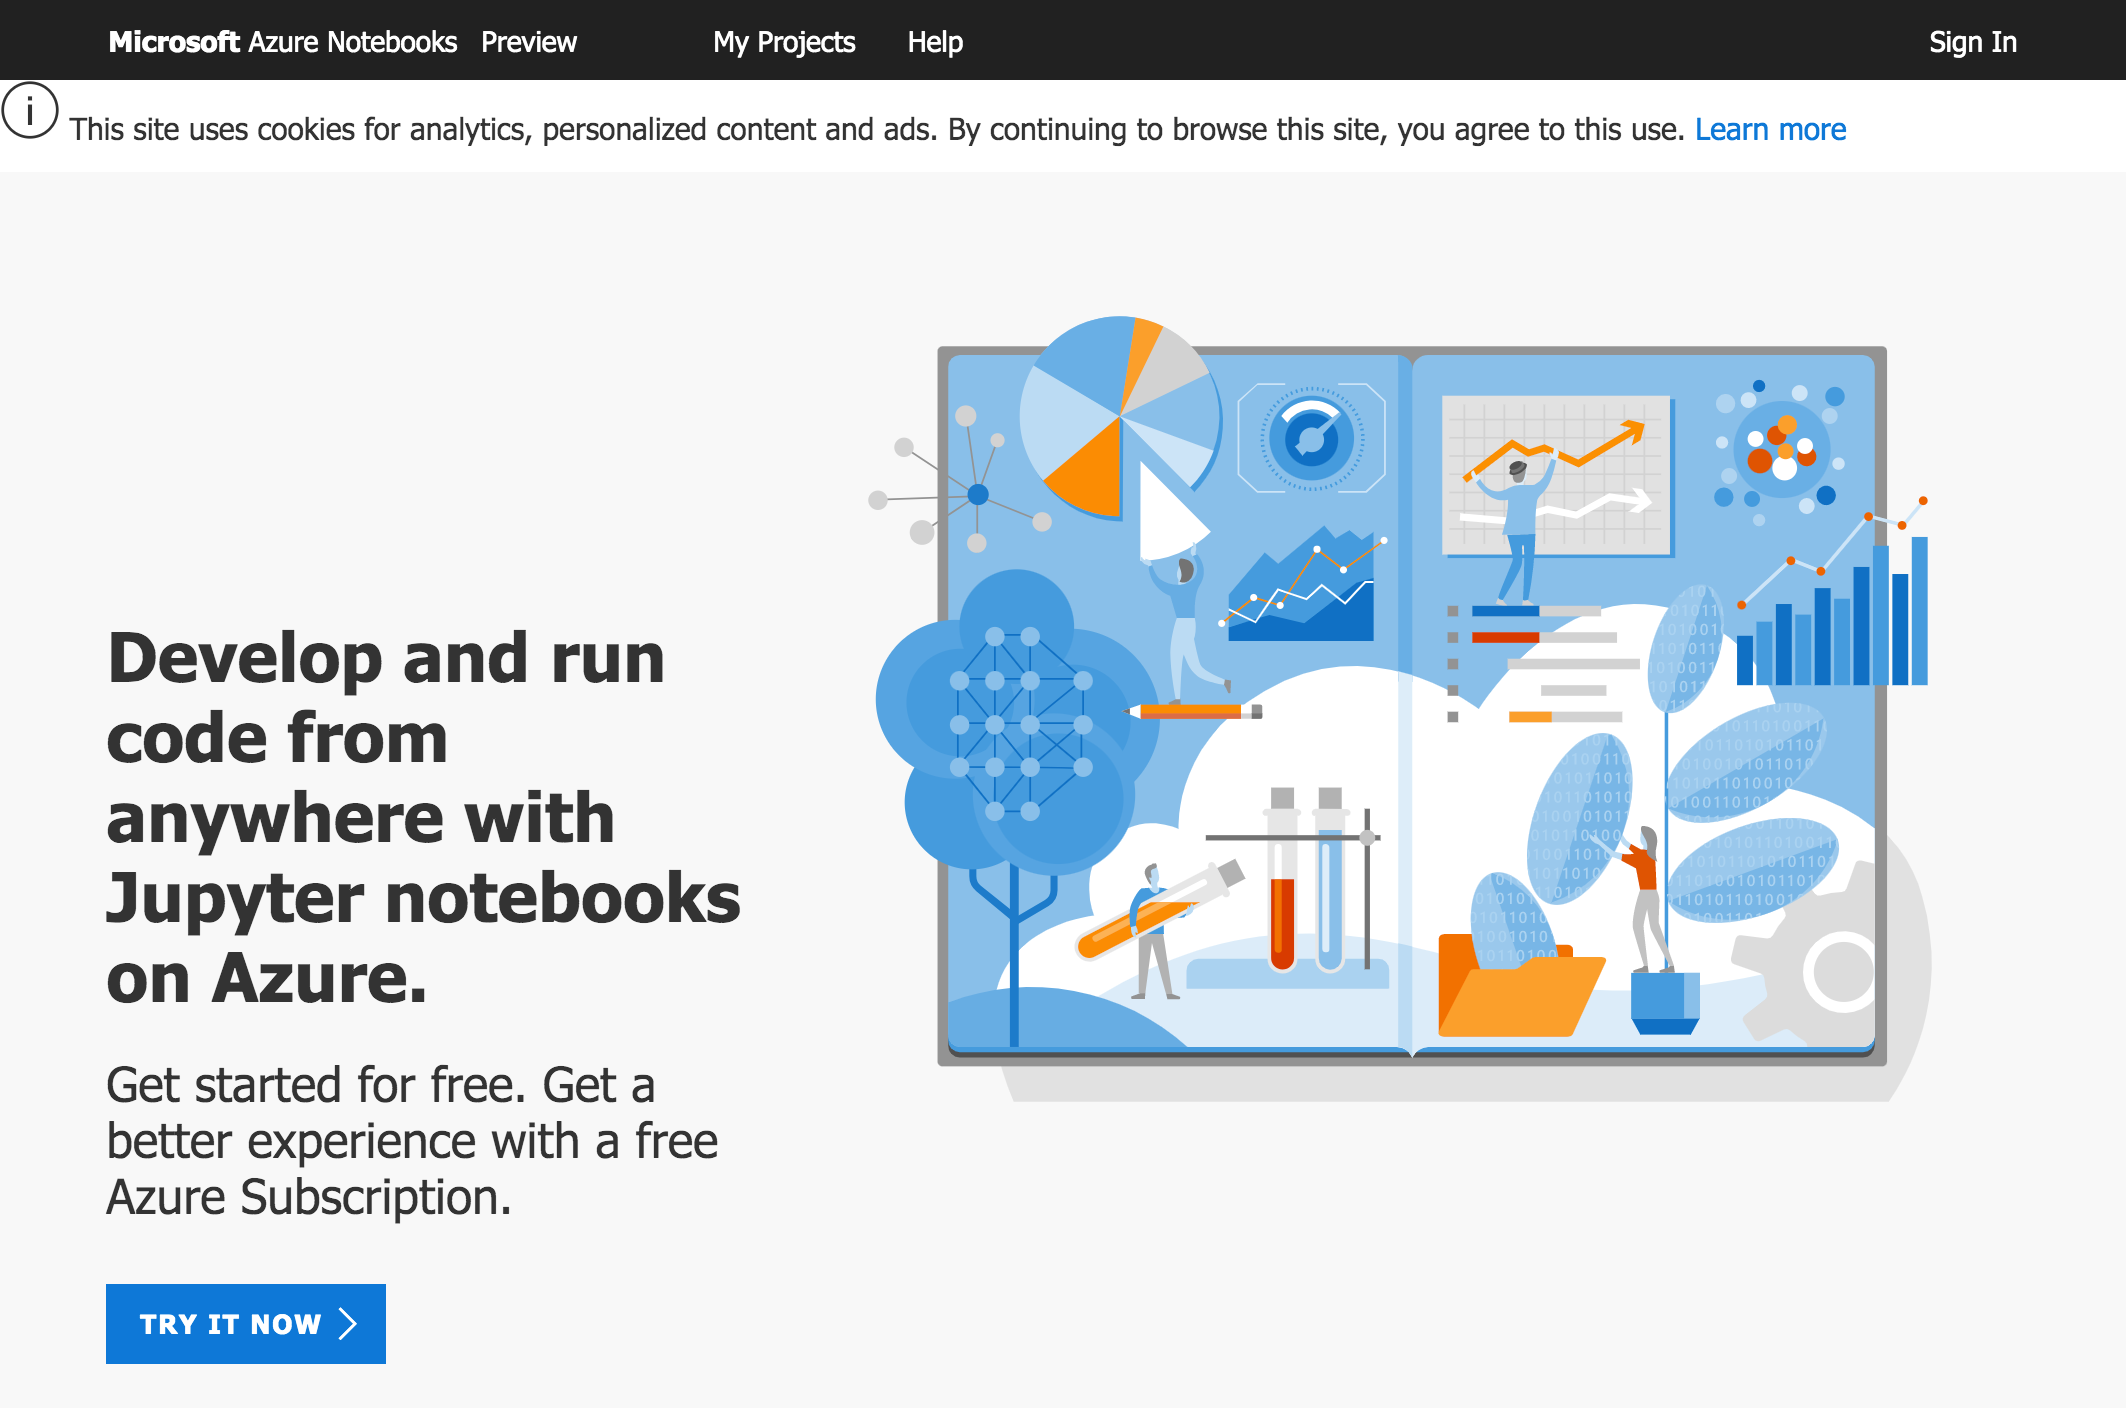 Microsoft Azure Notebooks Preview My Projects Help Sign In
i This site uses cookies for analytics, personalized content and ads. By continuing to browse this site, you agree to this use. Learn more
Develop and run
code from
anywhere with
Jupyter notebooks
on Azure.
Get started for free. Get a
better experience with a free
Azure Subscription.
TRY IT NOW